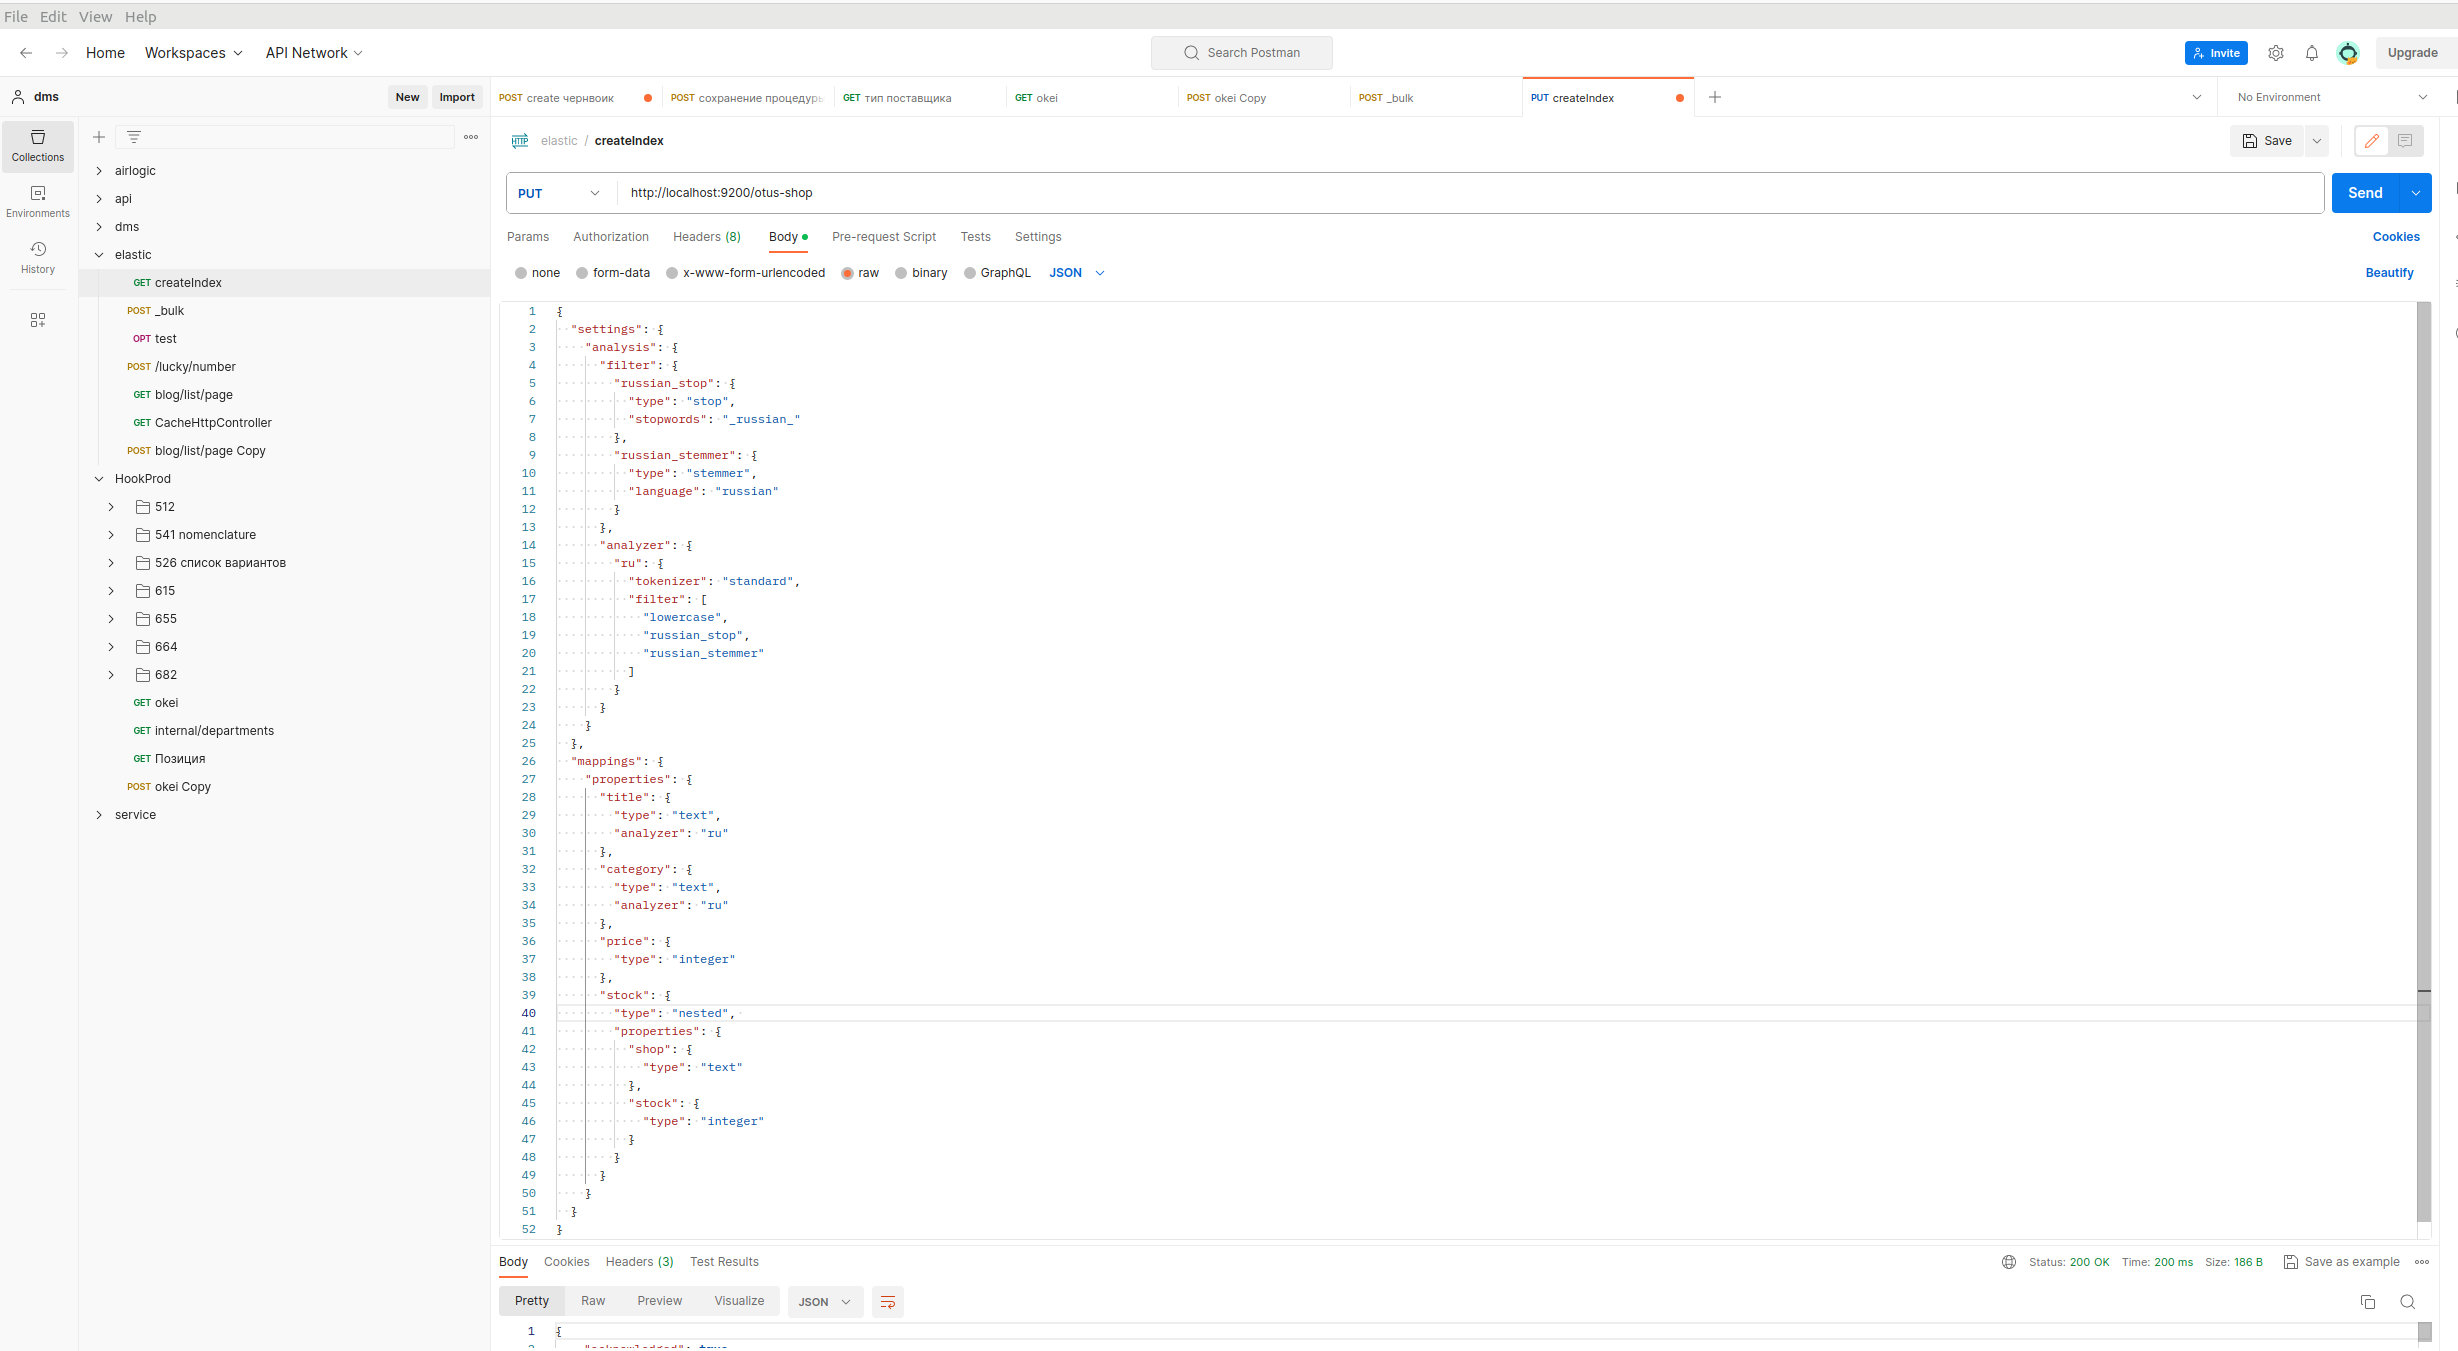 File Edit View Help
Home Workspaces API Network Search Postman Invite Upgrade
dms New Import
POST create чернвоик POST сохранение процедурь GET тип поставщика GET okei POST okei Copy POST _bulk PUT createIndex No Environment
Collections
Environments
History
airlogic
api
dms
elastic
GET createIndex
POST _bulk
OPT test
POST /lucky/number
GET blog/list/page
GET CacheHttpController
POST blog/list/page Copy
HookProd
512
541 nomenclature
526 список вариантов
615
655
664
682
GET okei
GET internal/departments
GET Позиция
POST okei Copy
service
HTTP elastic / createIndex Save
PUT http://localhost:9200/otus-shop Send
Params Authorization Headers (8) Body Pre-request Script Tests Settings Cookies
none form-data x-www-form-urlencoded raw binary GraphQL JSON Beautify
1 {
2 "settings": {
3 "analysis": {
4 "filter": {
5 "russian_stop": {
6 "type": "stop",
7 "stopwords": "_russian_"
8 },
9 "russian_stemmer": {
10 "type": "stemmer",
11 "language": "russian"
12 }
13 },
14 "analyzer": {
15 "ru": {
16 "tokenizer": "standard",
17 "filter": [
18 "lowercase",
19 "russian_stop",
20 "russian_stemmer"
21 ]
22 }
23 }
24 }
25 },
26 "mappings": {
27 "properties": {
28 "title": {
29 "type": "text",
30 "analyzer": "ru"
31 },
32 "category": {
33 "type": "text",
34 "analyzer": "ru"
35 },
36 "price": {
37 "type": "integer"
38 },
39 "stock": {
40 "type": "nested",
41 "properties": {
42 "shop": {
43 "type": "text"
44 },
45 "stock": {
46 "type": "integer"
47 }
48 }
49 }
50 }
51 }
52 }
Body Cookies Headers (3) Test Results Status: 200 OK Time: 200 ms Size: 186 B Save as example
Pretty Raw Preview Visualize JSON
1 {